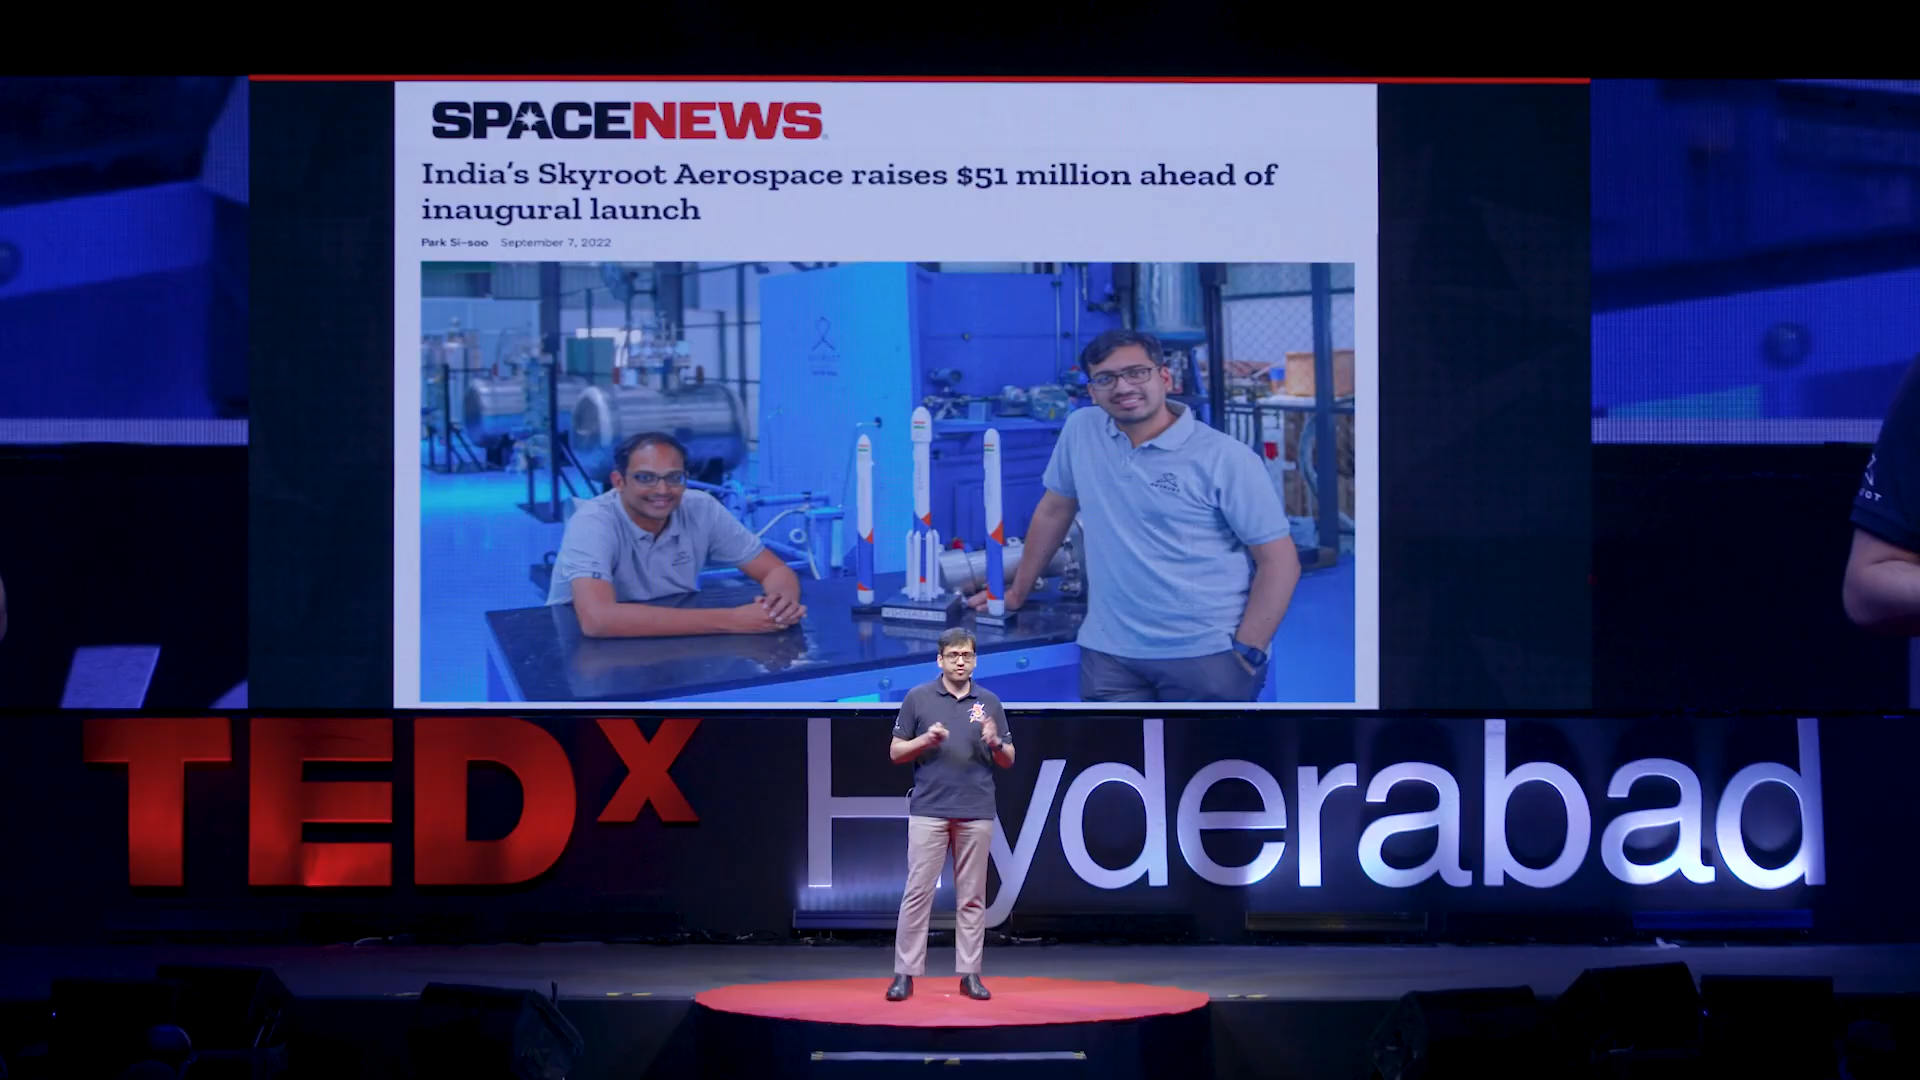 SPACENEWS
India's Skyroot Aerospace raises $51 million ahead of
inaugural launch
Park Si-soo September 7, 2022
TEDx Hyderabad